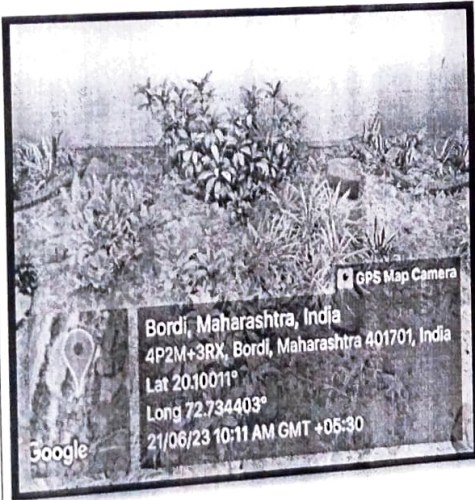 GPS Map Camera
Bordi, Maharashtra, India
4P2M+3RX, Bordi, Maharashtra 401701, India
Lat 20.10011°
Long 72.734403°
21/06/23 10:11 AM GMT +05:30
Google